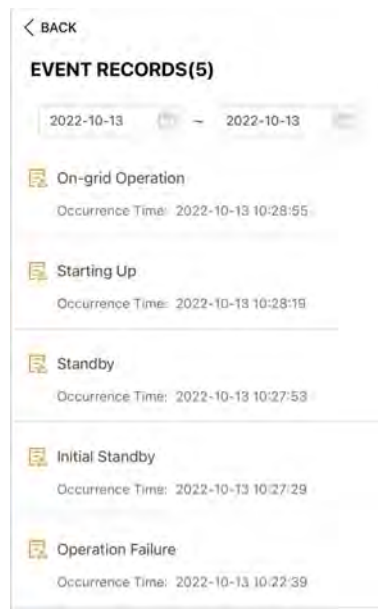 < BACK
EVENT RECORDS(5)
2022-10-13 ~ 2022-10-13
On-grid Operation
Occurrence Time: 2022-10-13 10:28:55
Starting Up
Occurrence Time: 2022-10-13 10:28:19
Standby
Occurrence Time: 2022-10-13 10:27:53
Initial Standby
Occurrence Time: 2022-10-13 10:27:29
Operation Failure
Occurrence Time: 2022-10-13 10:22:39